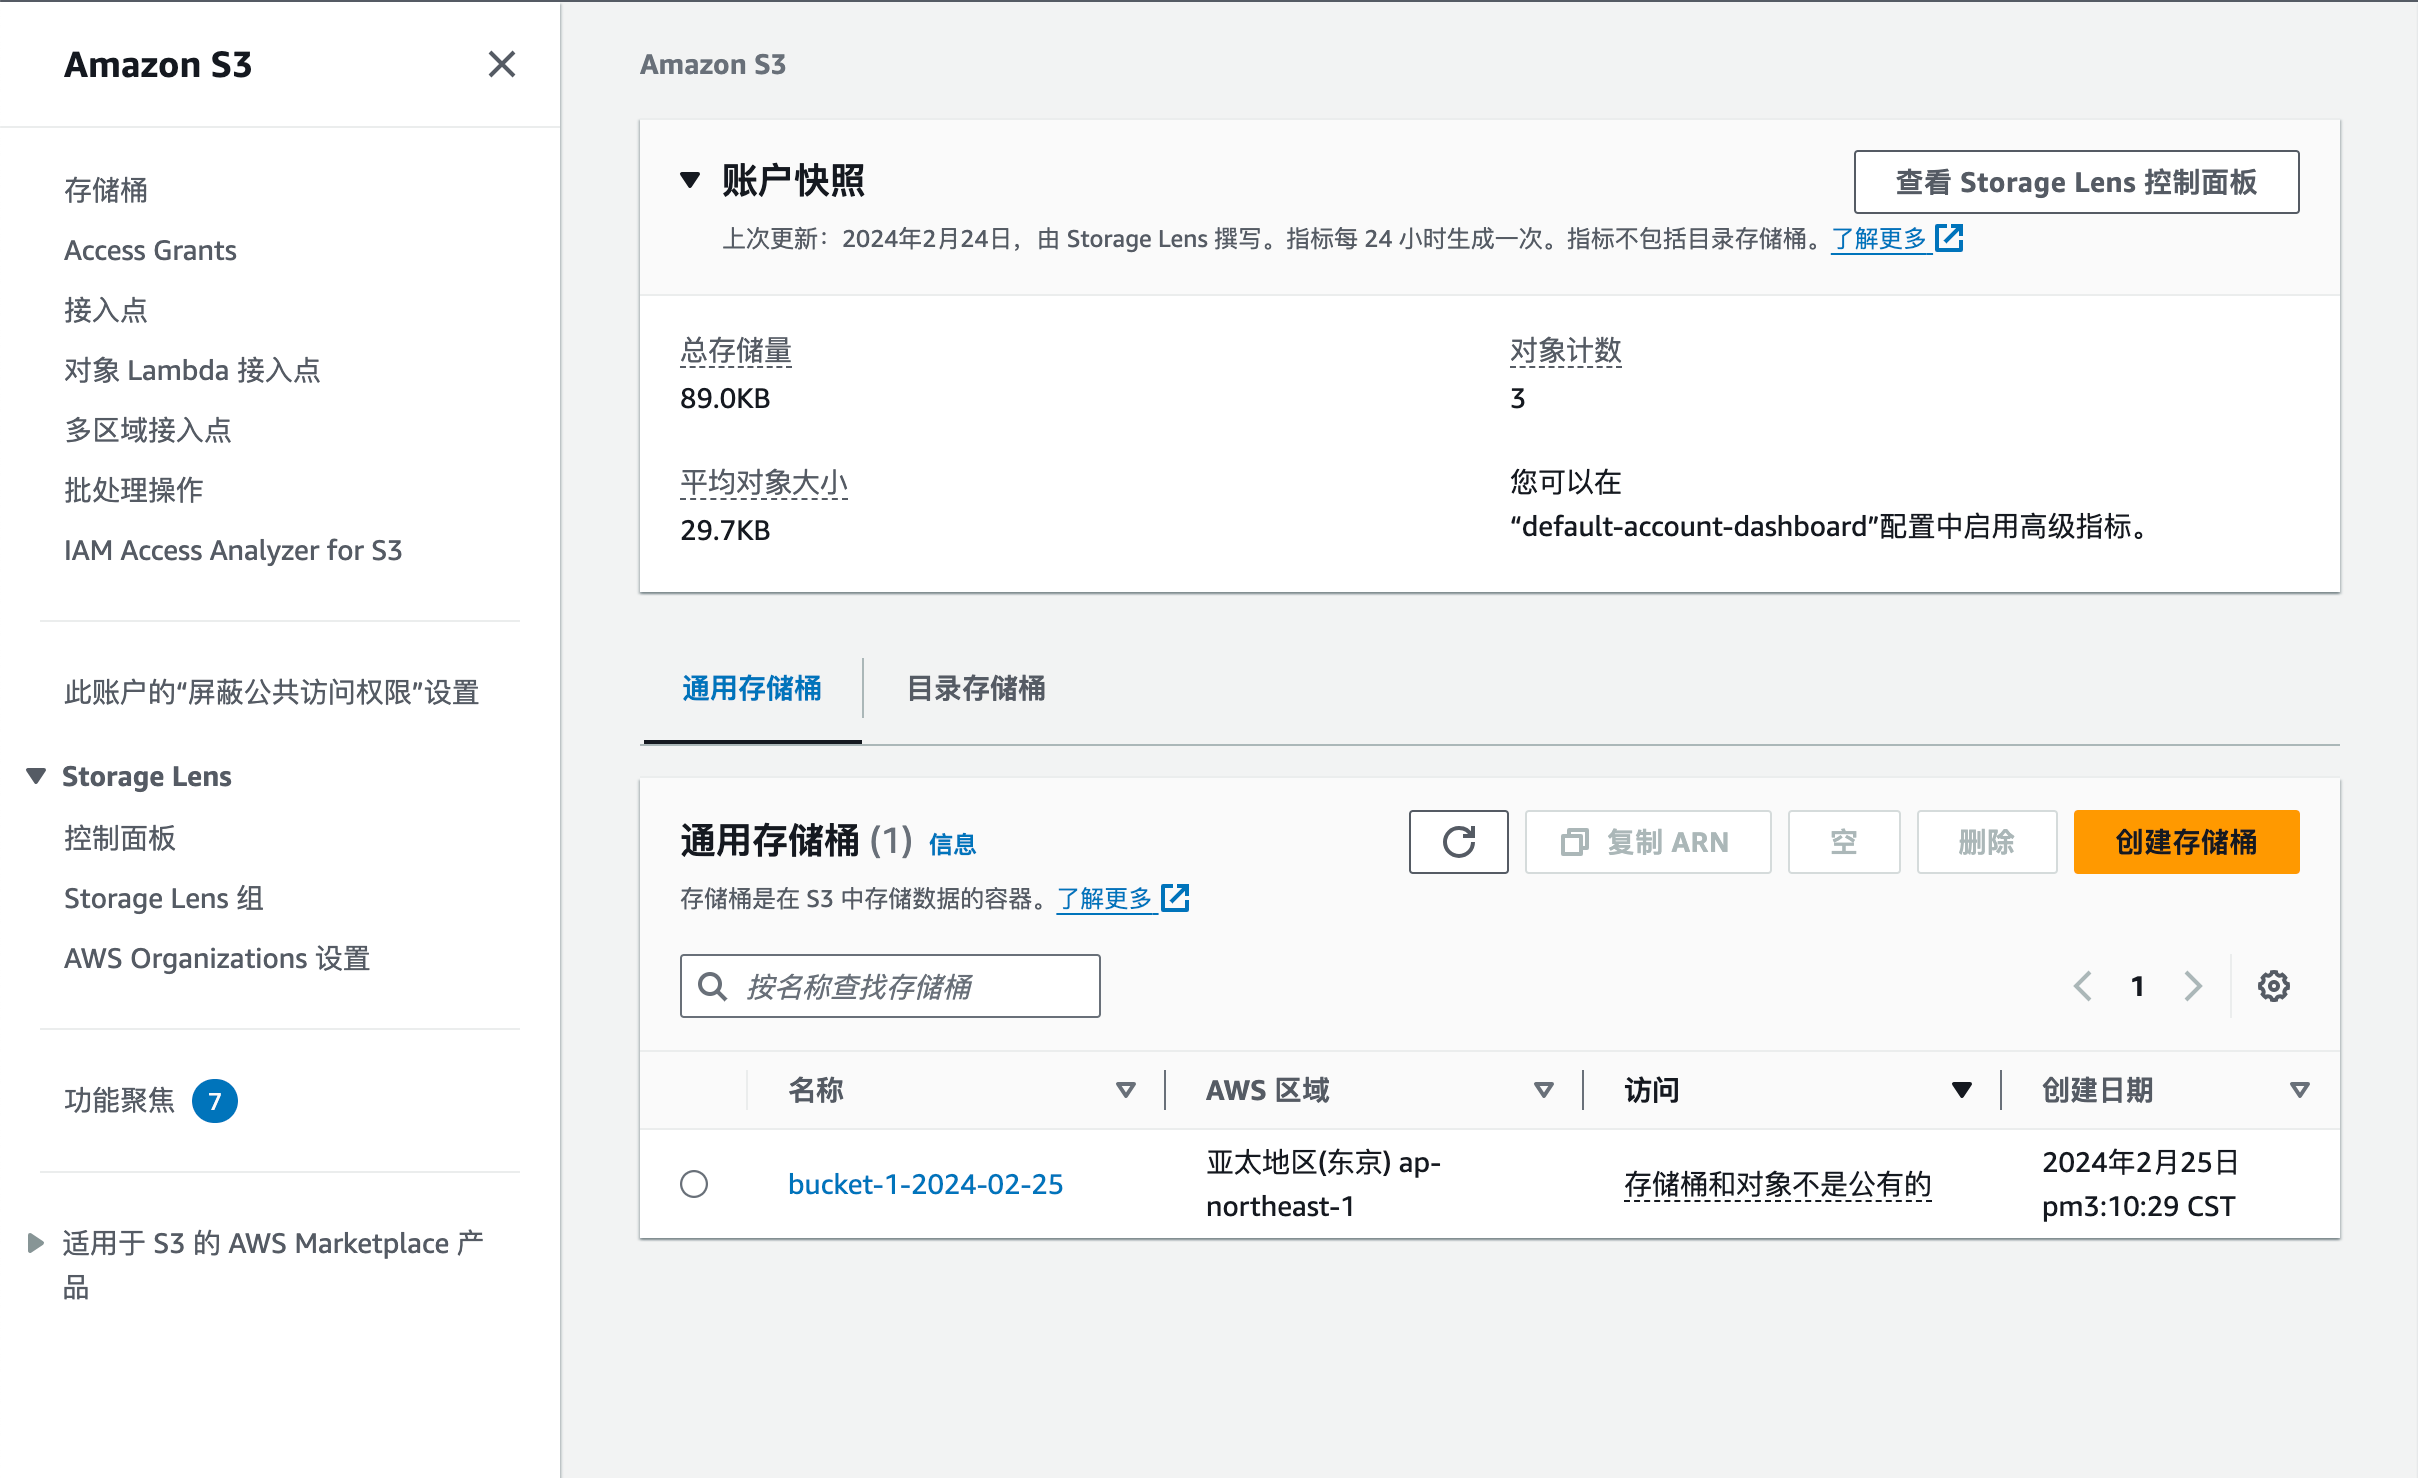 Amazon S3
存储桶
Access Grants
接入点
对象 Lambda 接入点
多区域接入点
批处理操作
IAM Access Analyzer for S3
此账户的“屏蔽公共访问权限”设置
Storage Lens
控制面板
Storage Lens 组
AWS Organizations 设置
功能聚焦 7
适用于 S3 的 AWS Marketplace 产
品
Amazon S3
账户快照
查看 Storage Lens 控制面板
上次更新：2024年2月24日，由 Storage Lens 撰写。指标每 24 小时生成一次。指标不包括目录存储桶。了解更多
总存储量
89.0KB
对象计数
3
平均对象大小
29.7KB
您可以在
“default-account-dashboard”配置中启用高级指标。
通用存储桶
目录存储桶
通用存储桶 (1) 信息
复制 ARN
空
删除
创建存储桶
存储桶是在 S3 中存储数据的容器。了解更多
按名称查找存储桶
1
名称
AWS 区域
访问
创建日期
bucket-1-2024-02-25
亚太地区(东京) ap-
northeast-1
存储桶和对象不是公有的
2024年2月25日
pm3:10:29 CST